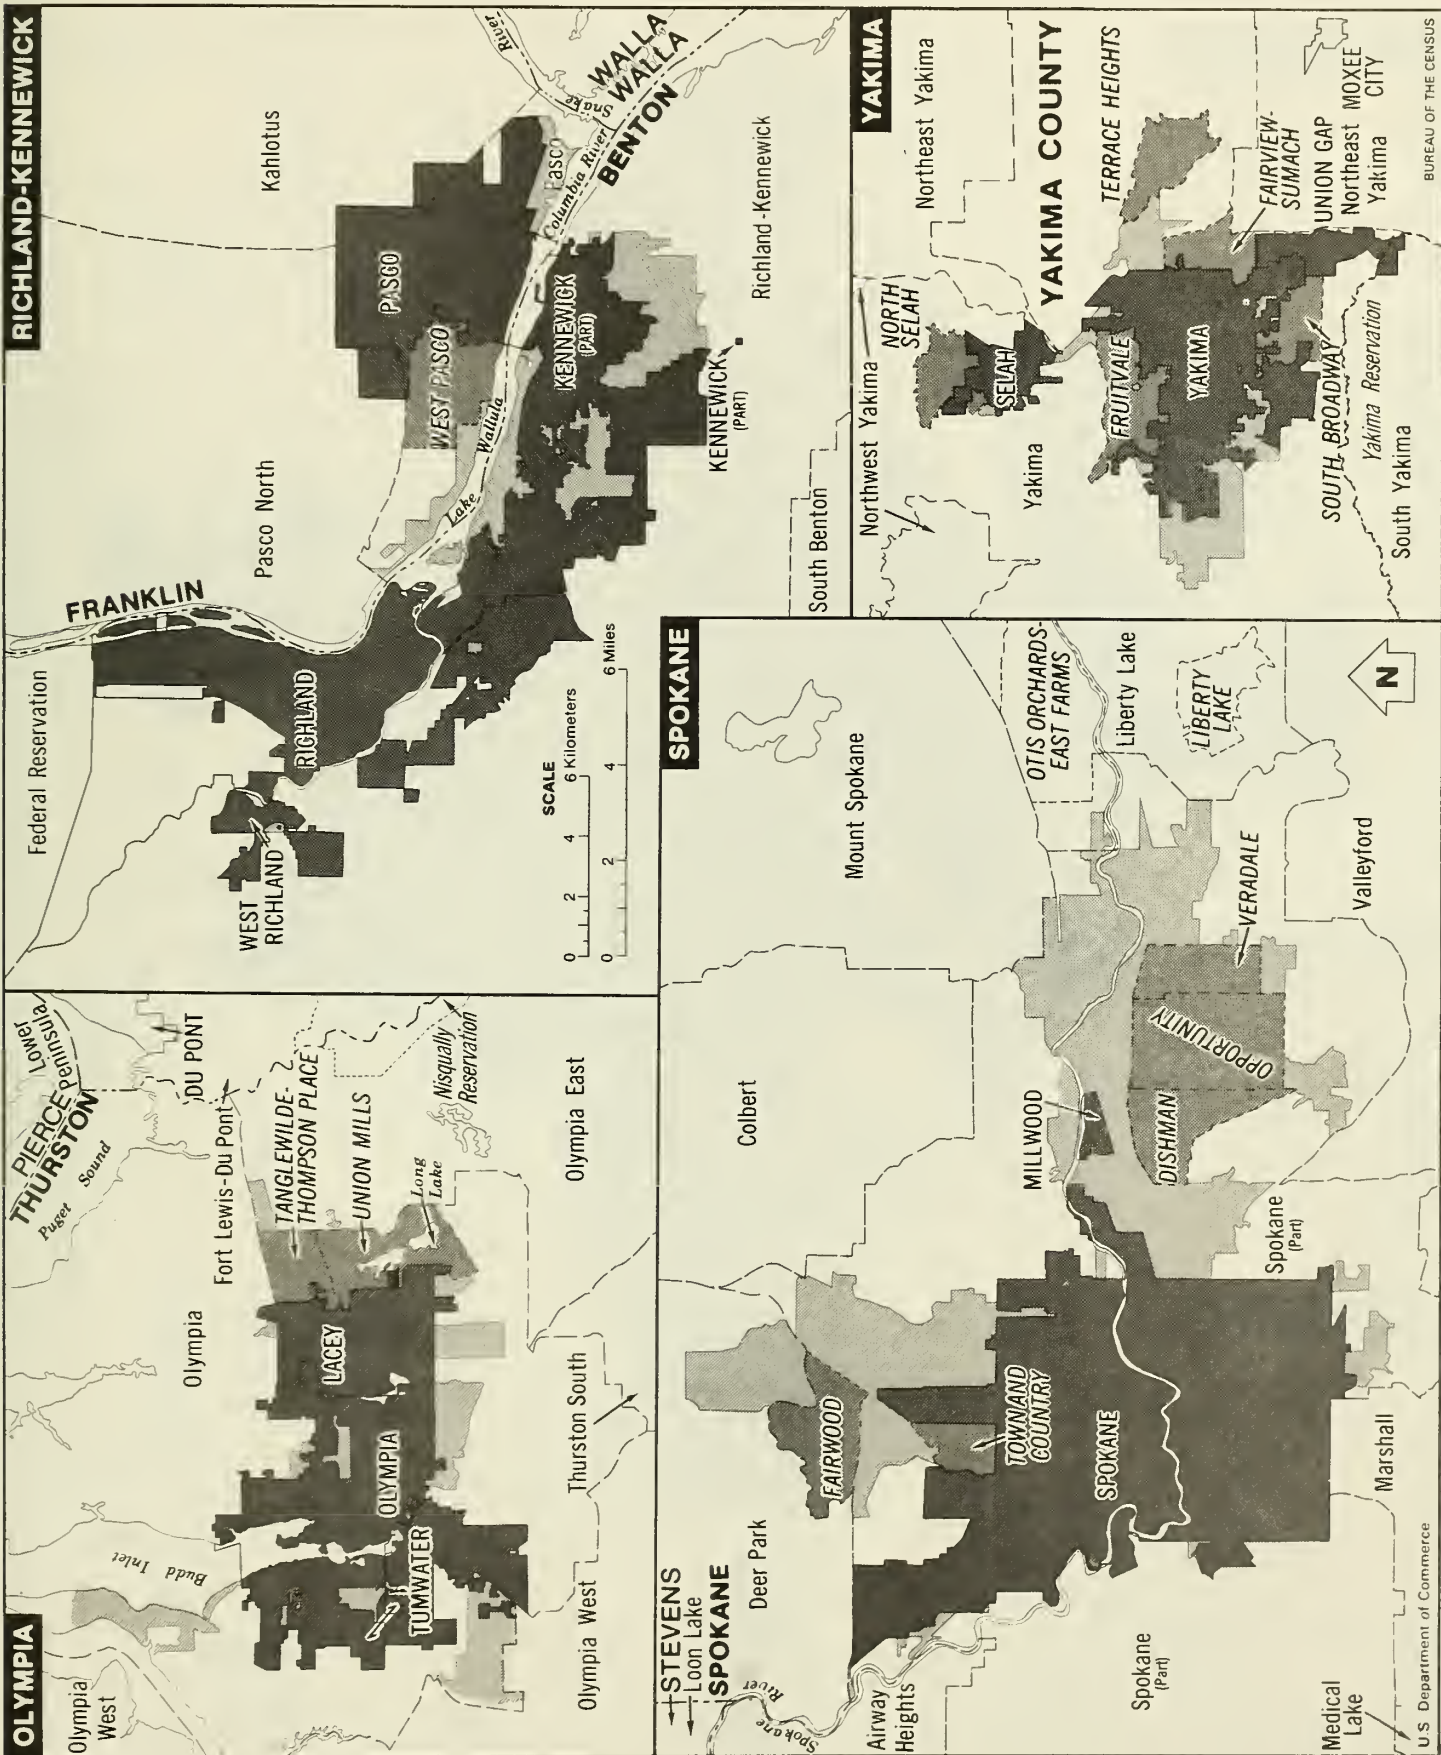 OLYMPIA
PIERCE
THURSTON
Lower
Peninsula
Puget Sound
DU PONT
Fort Lewis-Du Pont
Olympia
TANGLEWILDE-
THOMPSON PLACE
UNION MILLS
Long
Lake
Nisqually
Reservation
Olympia East
LACEY
OLYMPIA
TUMWATER
Budd Inlet
Olympia
West
Olympia West
Thurston South
RICHLAND-KENNEWICK
Federal Reservation
FRANKLIN
Pasco North
Kahlotus
River
Snake
WALLA
WALLA
BENTON
Columbia River
Pasco
PASCO
WEST PASCO
Lake Wallula
KENNEWICK
(PART)
KENNEWICK
(PART)
Richland-Kennewick
RICHLAND
WEST
RICHLAND
South Benton
SCALE
0 2 4 6 Kilometers
0 2 4 6 Miles
SPOKANE
STEVENS
Loon Lake
SPOKANE
Deer Park
Colbert
Mount Spokane
Spokane River
Airway
Heights
FAIRWOOD
TOWN AND
COUNTRY
SPOKANE
MILLWOOD
DISHMAN
OPPORTUNITY
VERADALE
OTIS ORCHARDS-
EAST FARMS
Liberty Lake
LIBERTY
LAKE
Spokane
(Part)
Spokane
(Part)
Medical
Lake
Marshall
Valleyford
N
U.S. Department of Commerce
YAKIMA
Northwest Yakima
NORTH
SELAH
Northeast Yakima
SELAH
YAKIMA COUNTY
Yakima
FRUITVALE
TERRACE HEIGHTS
YAKIMA
FAIRVIEW-
SUMACH
UNION GAP
Northeast
Yakima
MOXEE
CITY
SOUTH BROADWAY
Yakima Reservation
South Yakima
BUREAU OF THE CENSUS